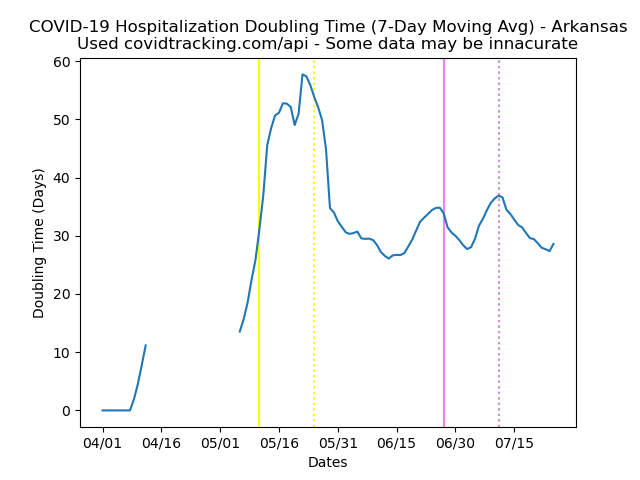 COVID-19 Hospitalization Doubling Time (7-Day Moving Avg) - Arkansas
Used covidtracking.com/api - Some data may be innacurate
60
50
40
30
20
10
0
Doubling Time (Days)
04/01 04/16 05/01 05/16 05/31 06/15 06/30 07/15
Dates